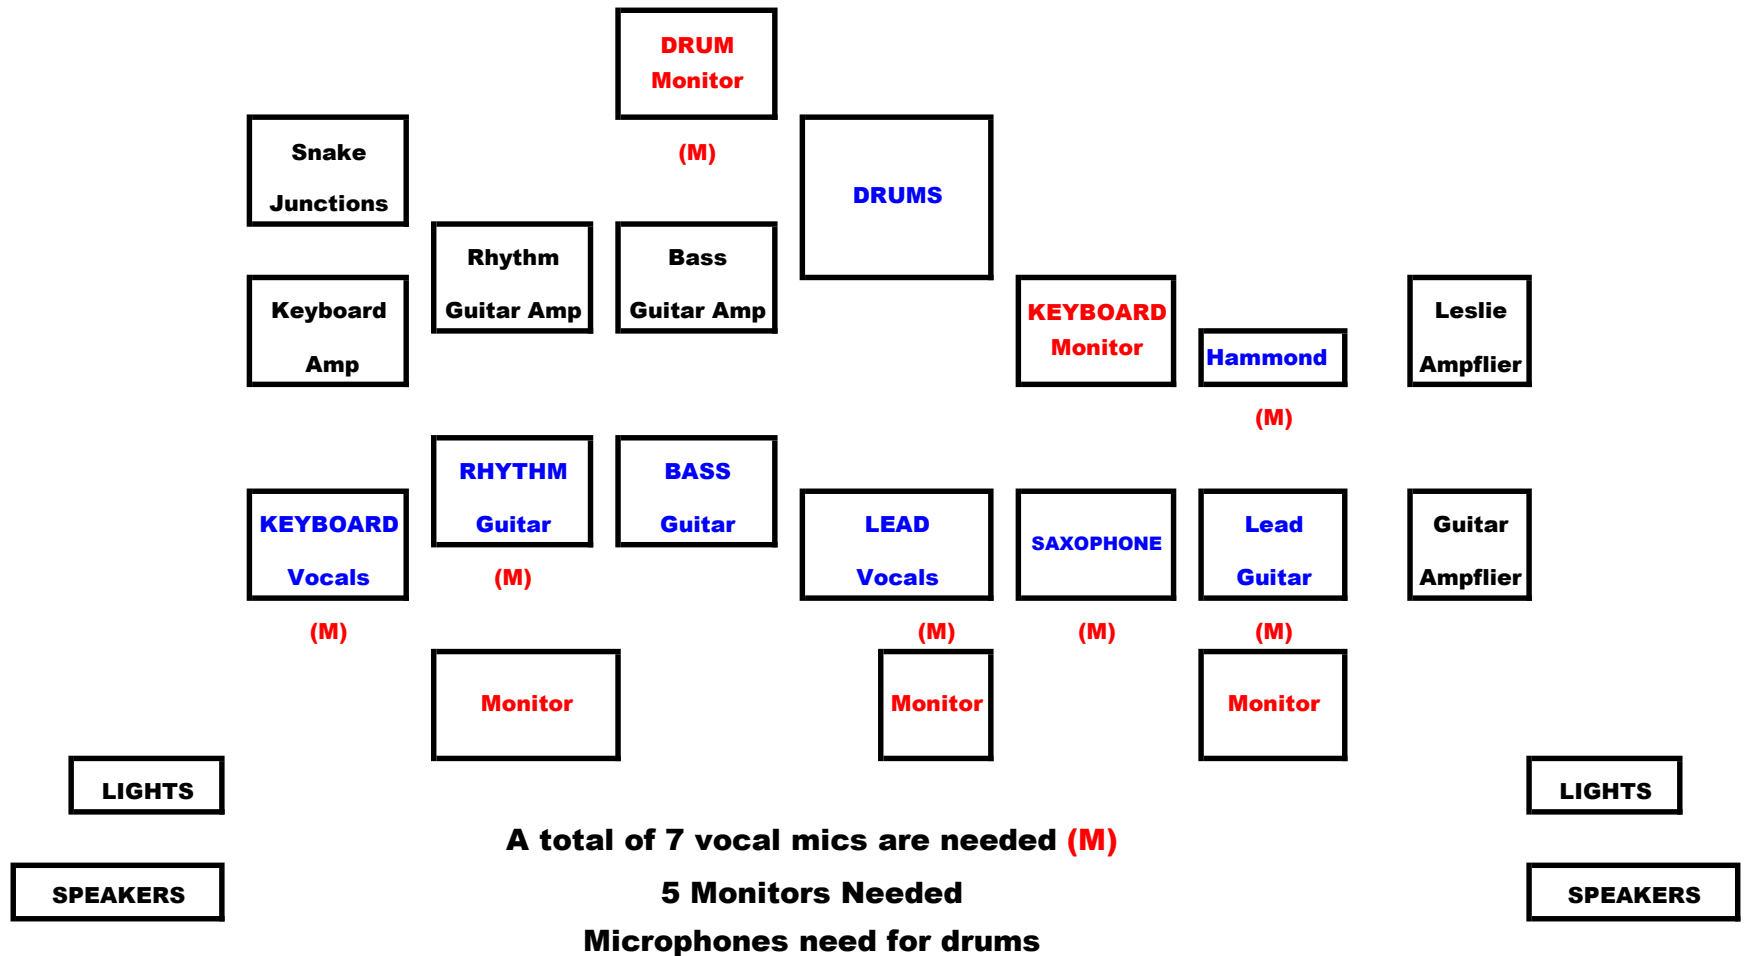 DRUM
Monitor
(M)
Snake
Junctions
DRUMS
Rhythm
Guitar Amp
Bass
Guitar Amp
Keyboard
Amp
KEYBOARD
Monitor
Hammond
(M)
Leslie
Ampflier
RHYTHM
Guitar
(M)
BASS
Guitar
KEYBOARD
Vocals
(M)
LEAD
Vocals
(M)
SAXOPHONE
(M)
Lead
Guitar
(M)
Guitar
Ampflier
Monitor
Monitor
Monitor
LIGHTS
LIGHTS
A total of 7 vocal mics are needed (M)
SPEAKERS
5 Monitors Needed
SPEAKERS
Microphones need for drums